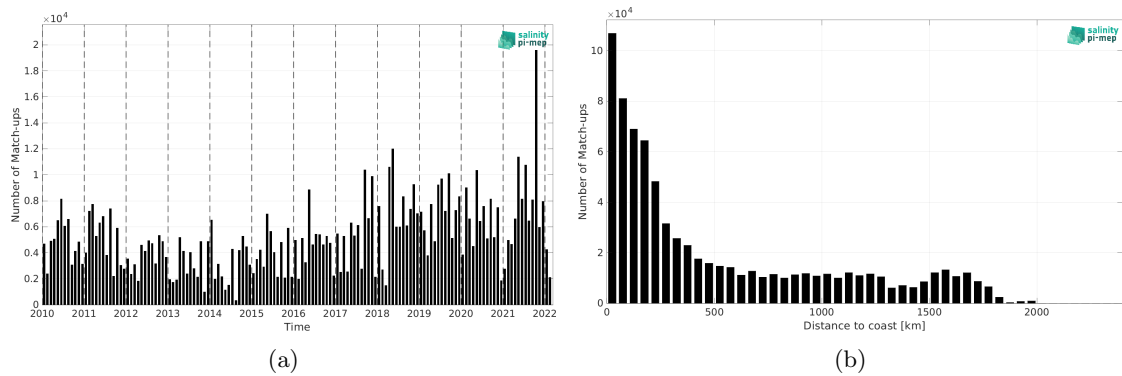 ×10⁴
salinity
pi-mep
2
1.8
1.6
1.4
1.2
1
0.8
0.6
0.4
0.2
0
Number of Match-ups
2010 2011 2012 2013 2014 2015 2016 2017 2018 2019 2020 2021 2022
Time
(a)
×10⁴
salinity
pi-mep
10
8
6
4
2
0
Number of Match-ups
0 500 1000 1500 2000
Distance to coast [km]
(b)